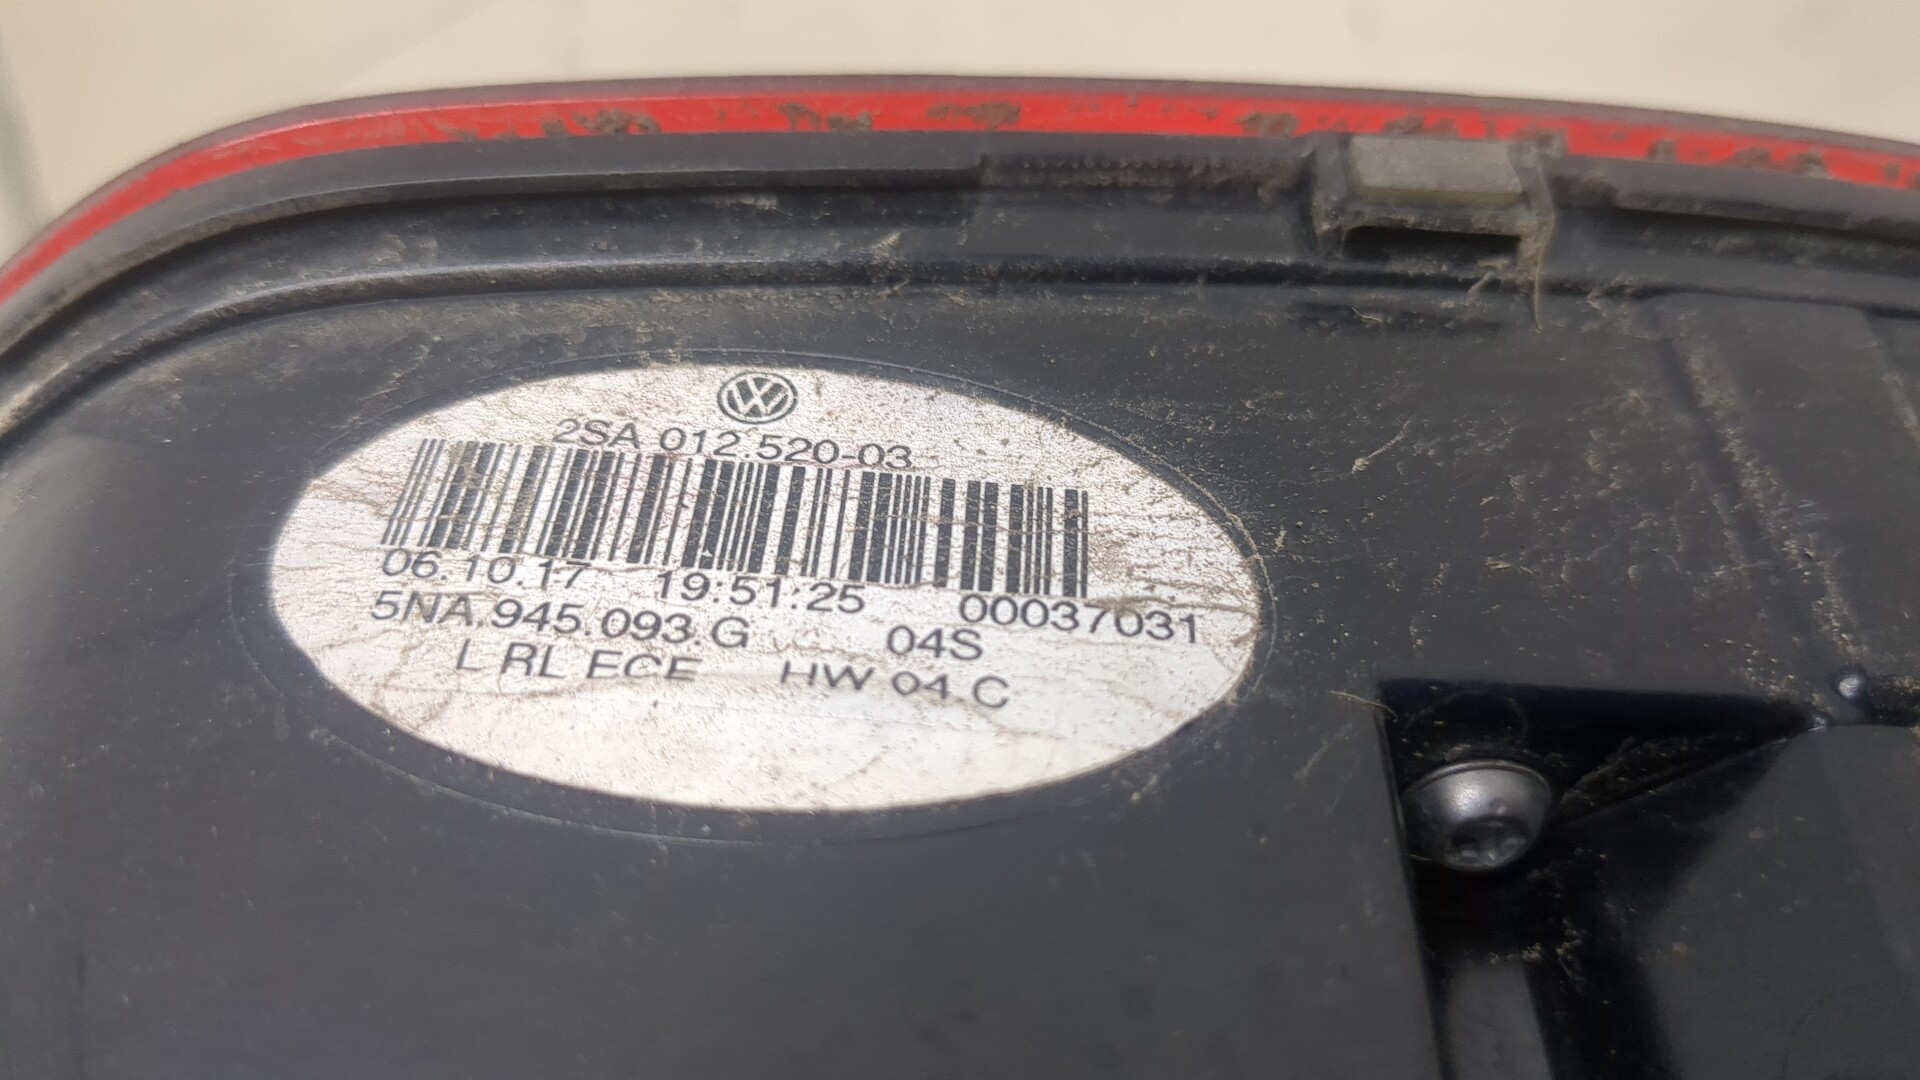 2SA 012.520-03
06.10.17 19:51:25 00037031
5NA.945.093.G 04S
L RL ECE HW 04 C